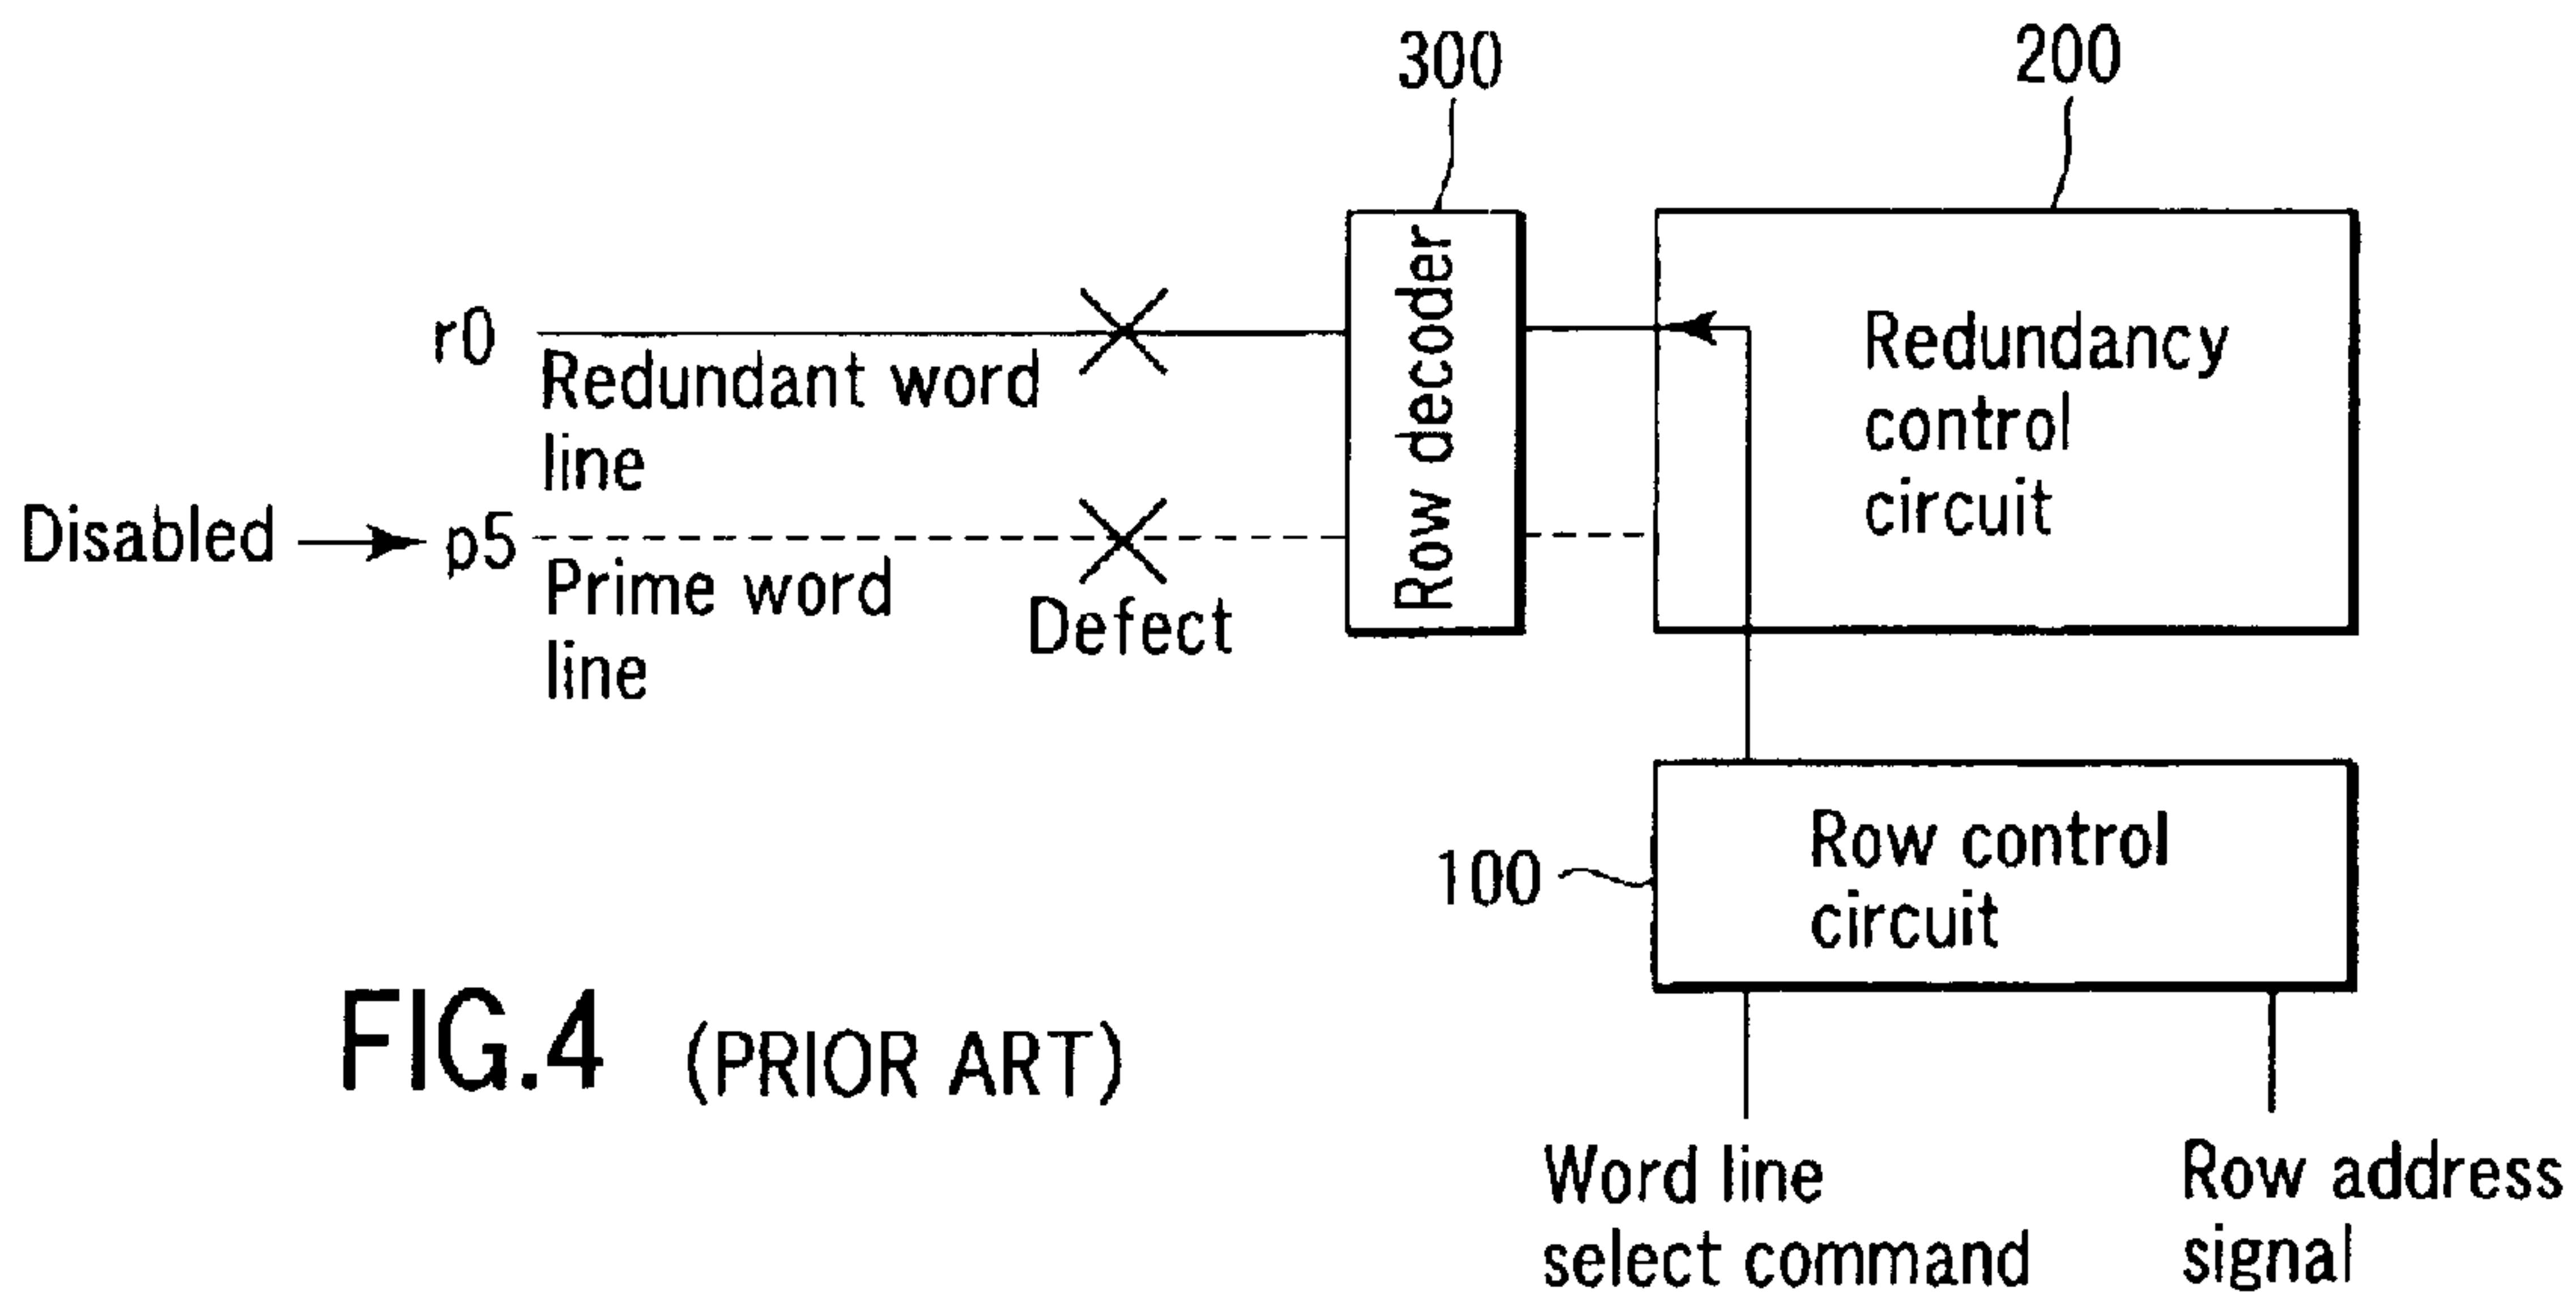 300
200
r0
Redundant word
line
Row decoder
Redundancy
control
circuit
Disabled
p5
Prime word
line
Defect
100
Row control
circuit
FIG.4 (PRIOR ART)
Word line
select command
Row address
signal